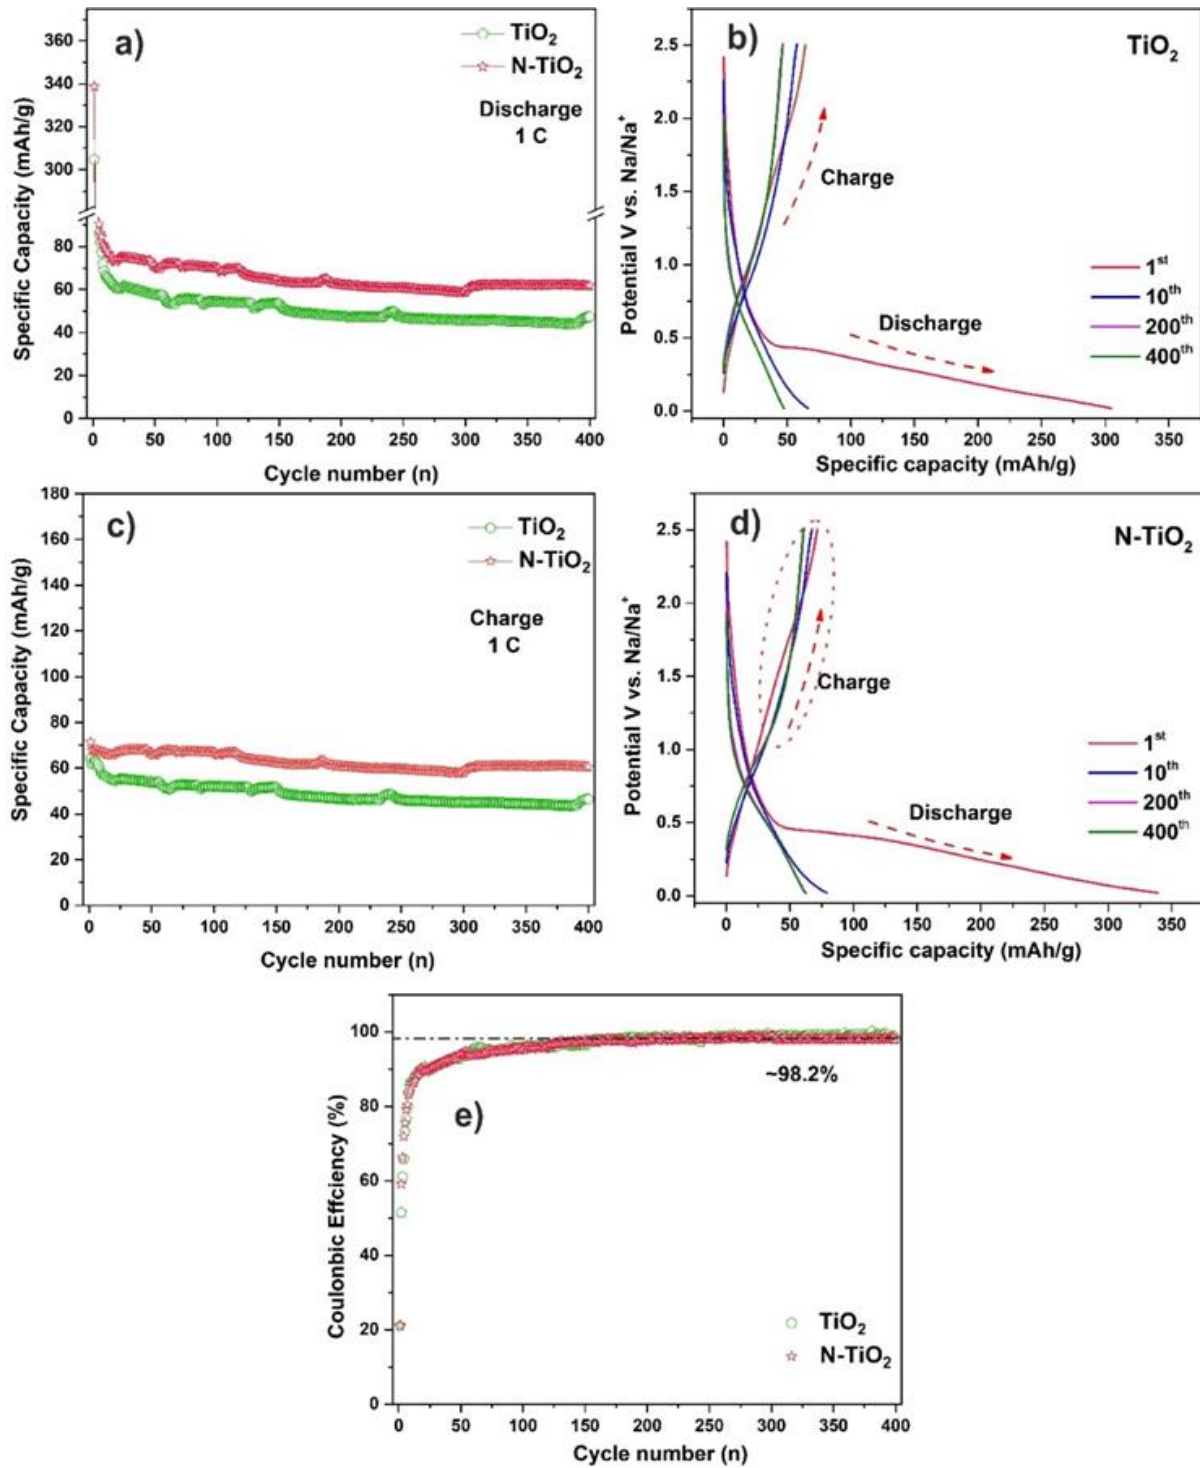 a)
TiO2
N-TiO2
Discharge
1 C
Specific Capacity (mAh/g)
360
340
320
300
80
60
40
20
0
0 50 100 150 200 250 300 350 400
Cycle number (n)
b)
TiO2
Potential V vs. Na/Na+
2.5
2.0
1.5
1.0
0.5
0.0
Charge
Discharge
1st
10th
200th
400th
0 50 100 150 200 250 300 350
Specific capacity (mAh/g)
c)
TiO2
N-TiO2
Charge
1 C
Specific Capacity (mAh/g)
180
160
140
120
100
80
60
40
20
0
0 50 100 150 200 250 300 350 400
Cycle number (n)
d)
N-TiO2
Potential V vs. Na/Na+
2.5
2.0
1.5
1.0
0.5
0.0
Charge
Discharge
1st
10th
200th
400th
0 50 100 150 200 250 300 350
Specific capacity (mAh/g)
e)
Coulonbic Effciency (%)
100
80
60
40
20
0
~98.2%
TiO2
N-TiO2
0 50 100 150 200 250 300 350 400
Cycle number (n)